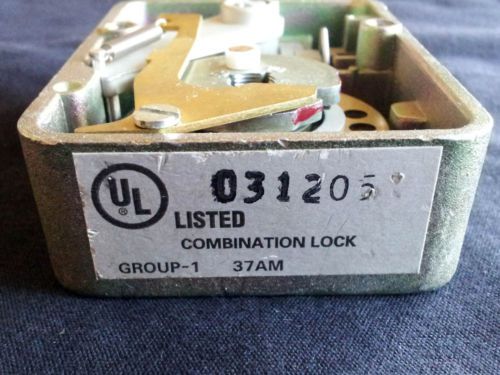 UL ® 031205
LISTED
COMBINATION LOCK
GROUP-1 37AM